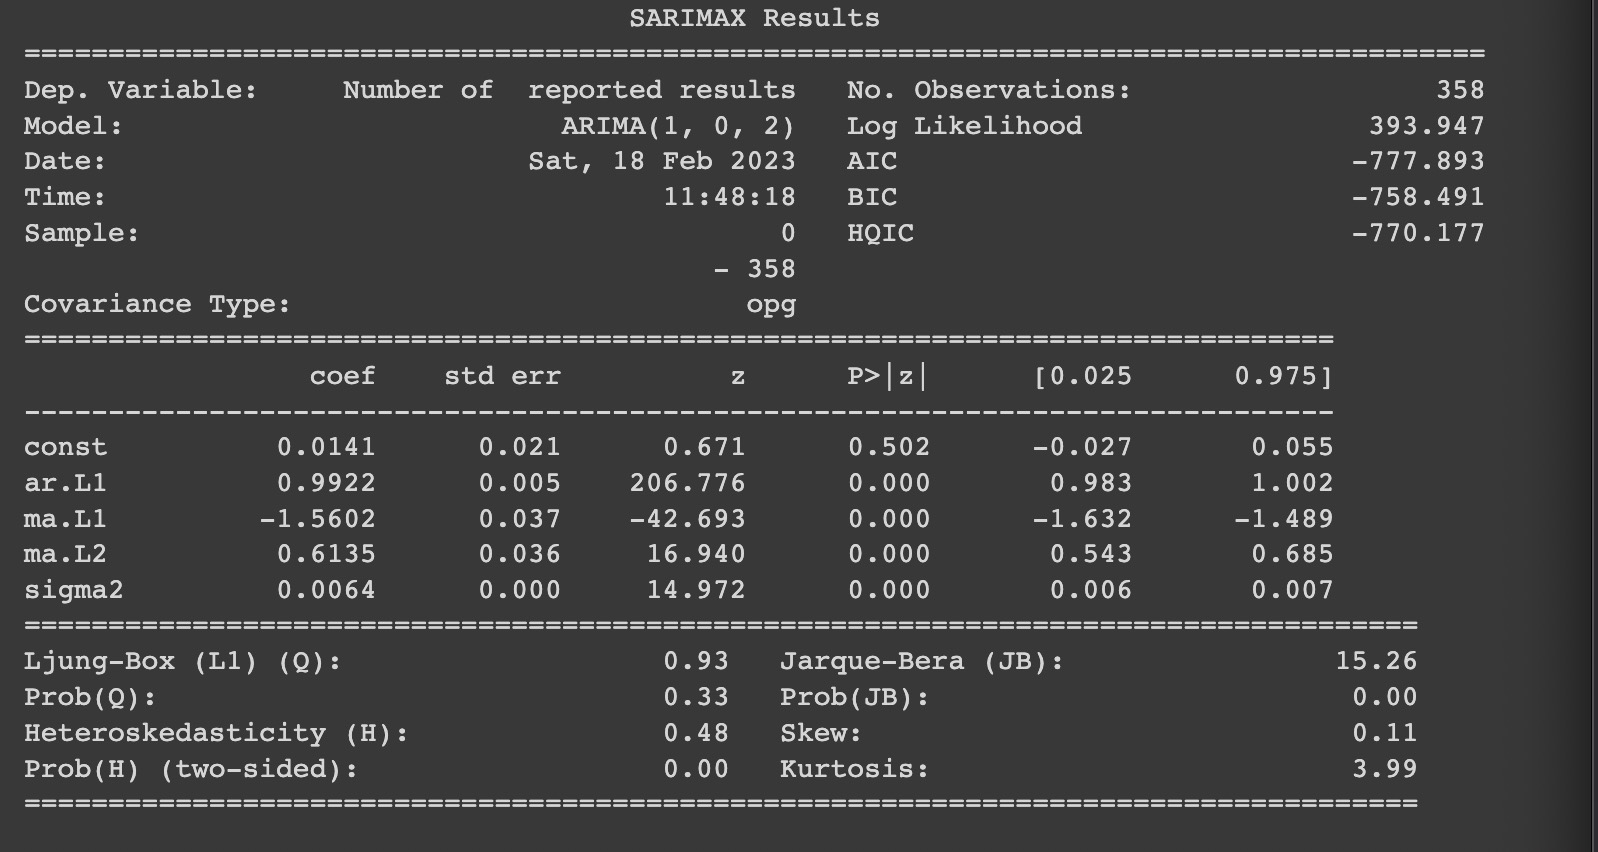 SARIMAX Results
==============================================================================
Dep. Variable:     Number of  reported results   No. Observations:                  358
Model:                          ARIMA(1, 0, 2)   Log Likelihood                 393.947
Date:                         Sat, 18 Feb 2023   AIC                           -777.893
Time:                                 11:48:18   BIC                           -758.491
Sample:                                      0   HQIC                          -770.177
- 358
Covariance Type:                           opg
==============================================================================
coef    std err          z      P>|z|      [0.025      0.975]
------------------------------------------------------------------------------
const          0.0141      0.021      0.671      0.502      -0.027       0.055
ar.L1          0.9922      0.005    206.776      0.000       0.983       1.002
ma.L1         -1.5602      0.037    -42.693      0.000      -1.632      -1.489
ma.L2          0.6135      0.036     16.940      0.000       0.543       0.685
sigma2         0.0064      0.000     14.972      0.000       0.006       0.007
===================================================================================
Ljung-Box (L1) (Q):                   0.93   Jarque-Bera (JB):                15.26
Prob(Q):                              0.33   Prob(JB):                         0.00
Heteroskedasticity (H):               0.48   Skew:                             0.11
Prob(H) (two-sided):                  0.00   Kurtosis:                         3.99
===================================================================================